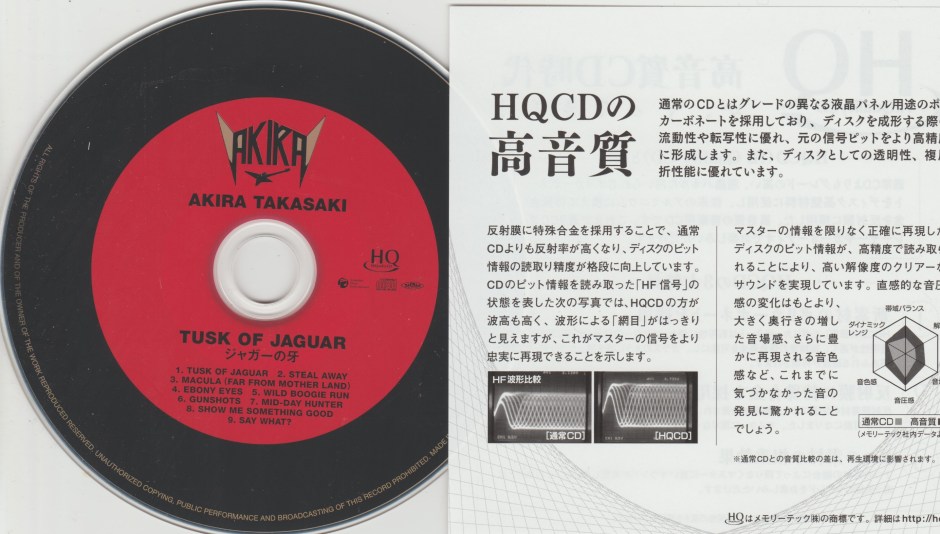 AKIRA
AKIRA TAKASAKI
HQ
TUSK OF JAGUAR
ジャガーの牙
1. TUSK OF JAGUAR 2. STEAL AWAY
3. MACULA (FAR FROM MOTHER LAND)
4. EBONY EYES 5. WILD BOOGIE RUN
6. GUNSHOTS 7. MID-DAY HUNTER
8. SHOW ME SOMETHING GOOD
9. SAY WHAT?
ALL RIGHTS OF THE PRODUCER AND OF THE OWNER OF THE WORK REPRODUCED RESERVED. UNAUTHORIZED COPYING, PUBLIC PERFORMANCE AND BROADCASTING OF THIS RECORD PROHIBITED. MADE
HQCDの
高音質
通常のCDとはグレードの異なる液晶パネル用途のポ
カーボネートを採用しており、ディスクを成形する際
流動性や転写性に優れ、元の信号ピットをより高精
に形成します。また、ディスクとしての透明性、複
折性能に優れています。
反射膜に特殊合金を採用することで、通常
CDよりも反射率が高くなり、ディスクのピット
情報の読取り精度が格段に向上しています。
CDのピット情報を読み取った「HF信号」の
状態を表した次の写真では、HQCDの方が
波高も高く、波形による「網目」がはっきり
と見えますが、これがマスターの信号をより
忠実に再現できることを示します。
HF波形比較
[通常CD]
[HQCD]
マスターの情報を限りなく正確に再現した
ディスクのピット情報が、高精度で読み取
れることにより、高い解像度のクリアーな
サウンドを実現しています。直感的な音圧
感の変化はもとより、
大きく奥行きの増し
た音場感、さらに豊
かに再現される音色
感など、これまでに
気づかなかった音の
発見に驚かれること
でしょう。
帯域バランス
ダイナミック
レンジ
解
音色感
音
音圧感
通常CD 高音質
(メモリーテック社内データ
※通常CDとの音質比較の差は、再生環境に影響されます。
HQはメモリーテック㈱の商標です。詳細はhttp://h